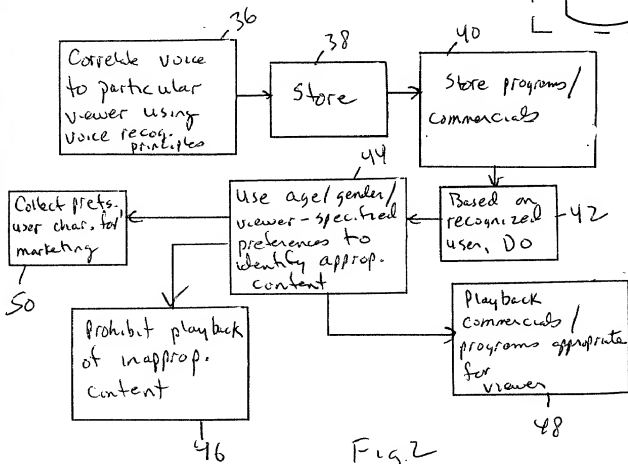 36
Correlate voice
to particular
viewer using
voice recog.
principles
38
Store
40
Store programs/
commercials
42
Based on
recognized
user, DO
44
Use age/gender/
viewer-specified
preferences to
identify approp.
content
Collect prefs.
user char. for
marketing
50
Prohibit playback
of inapprop.
content
46
Playback
commercials/
programs appropriate
for
viewer
48
Fig. 2